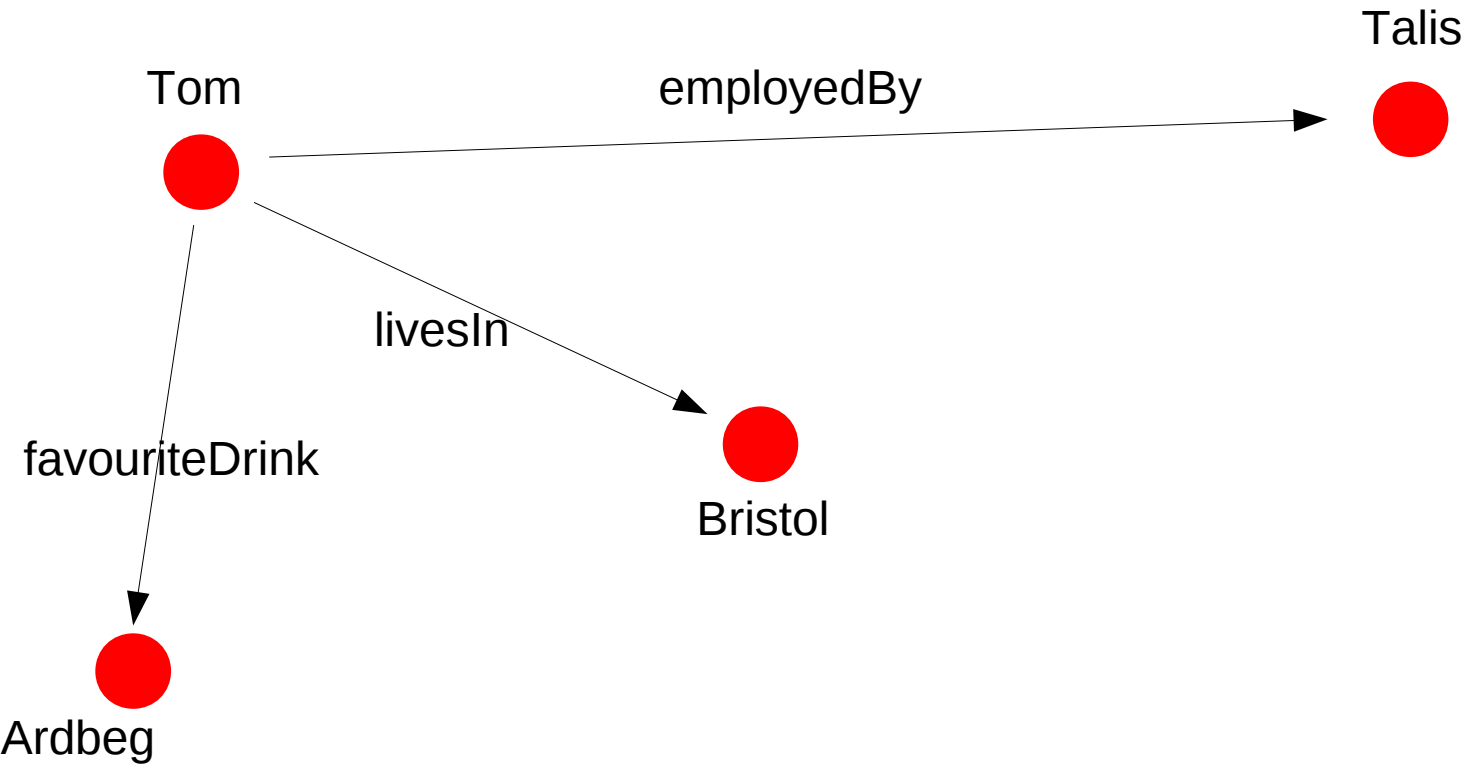 Talis
Tom
employedBy
livesIn
favouriteDrink
Bristol
Ardbeg